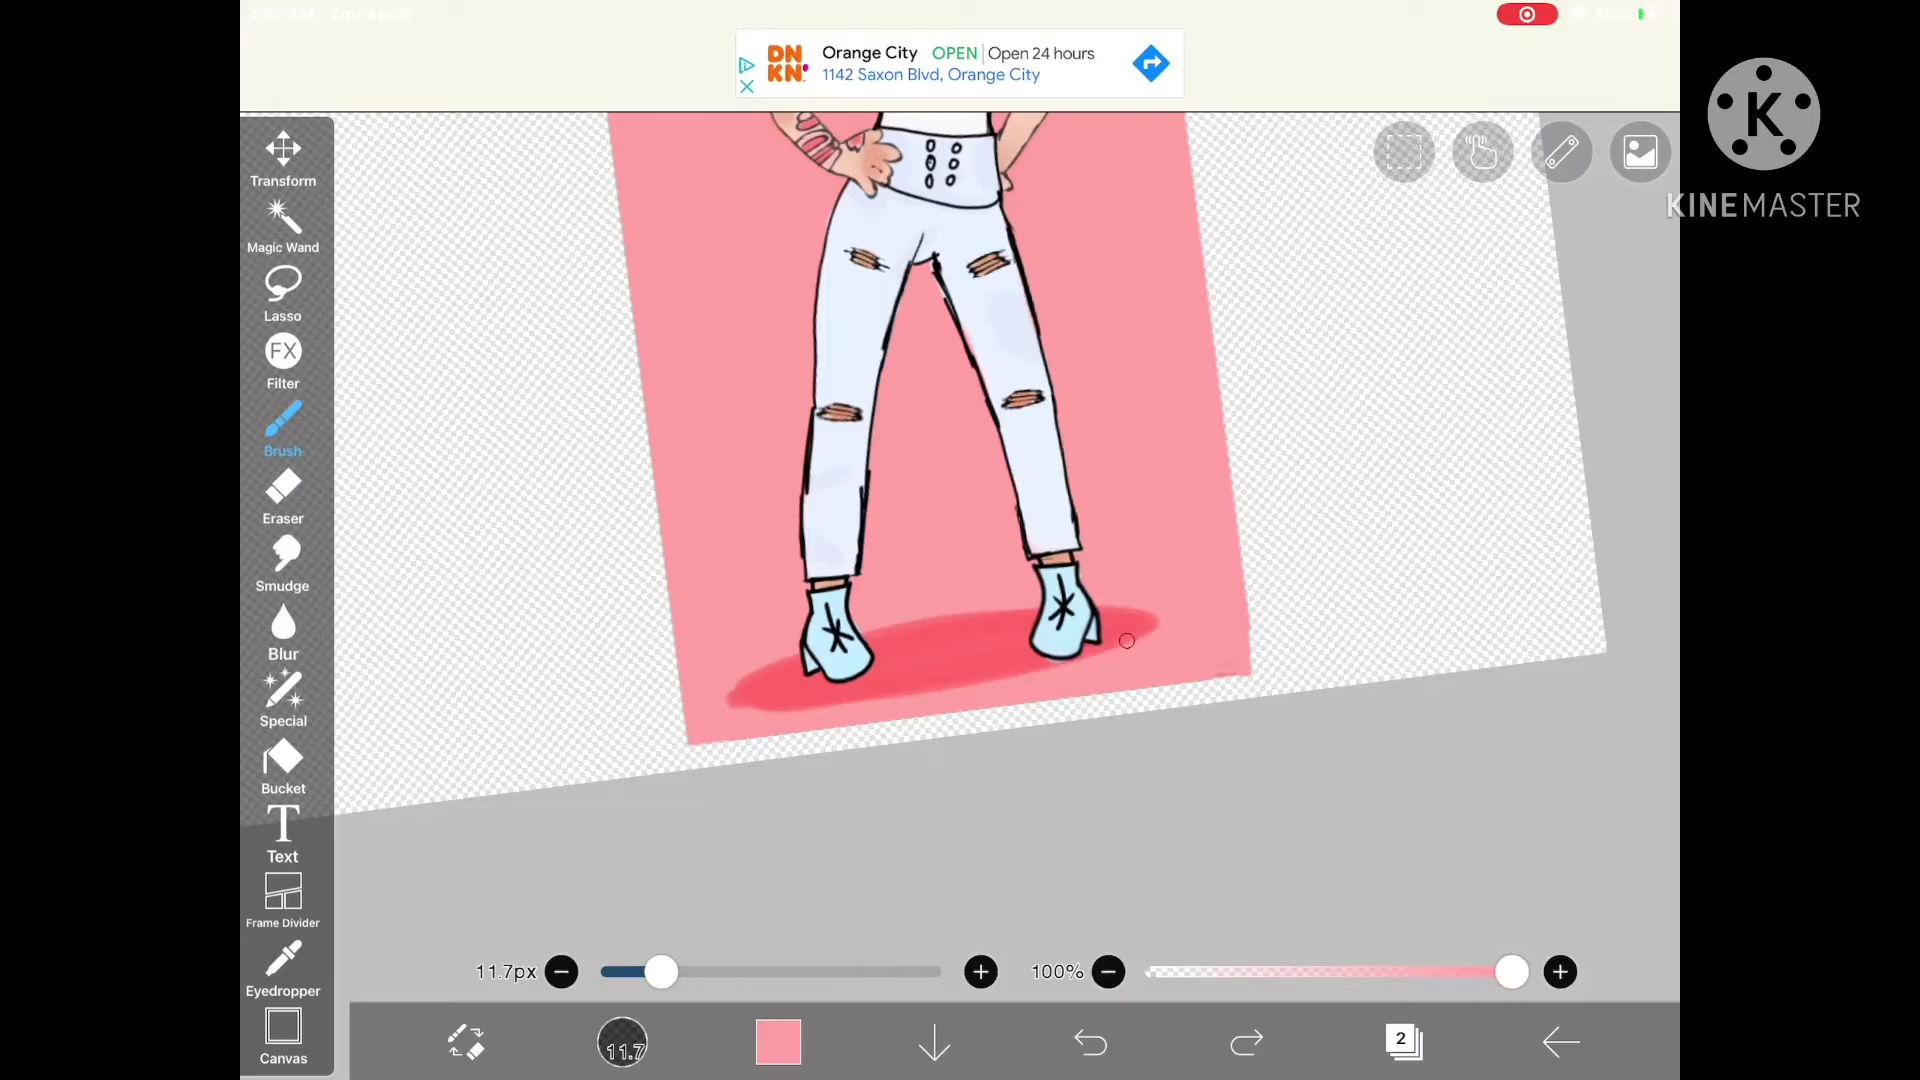 DN
KN
Orange City OPEN Open 24 hours
1142 Saxon Blvd, Orange City
K
KINEMASTER
Transform
Magic Wand
Lasso
FX
Filter
Brush
Eraser
Smudge
Blur
Special
Bucket
T
Text
Frame Divider
Eyedropper
Canvas
11.7px
100%
11.7
2